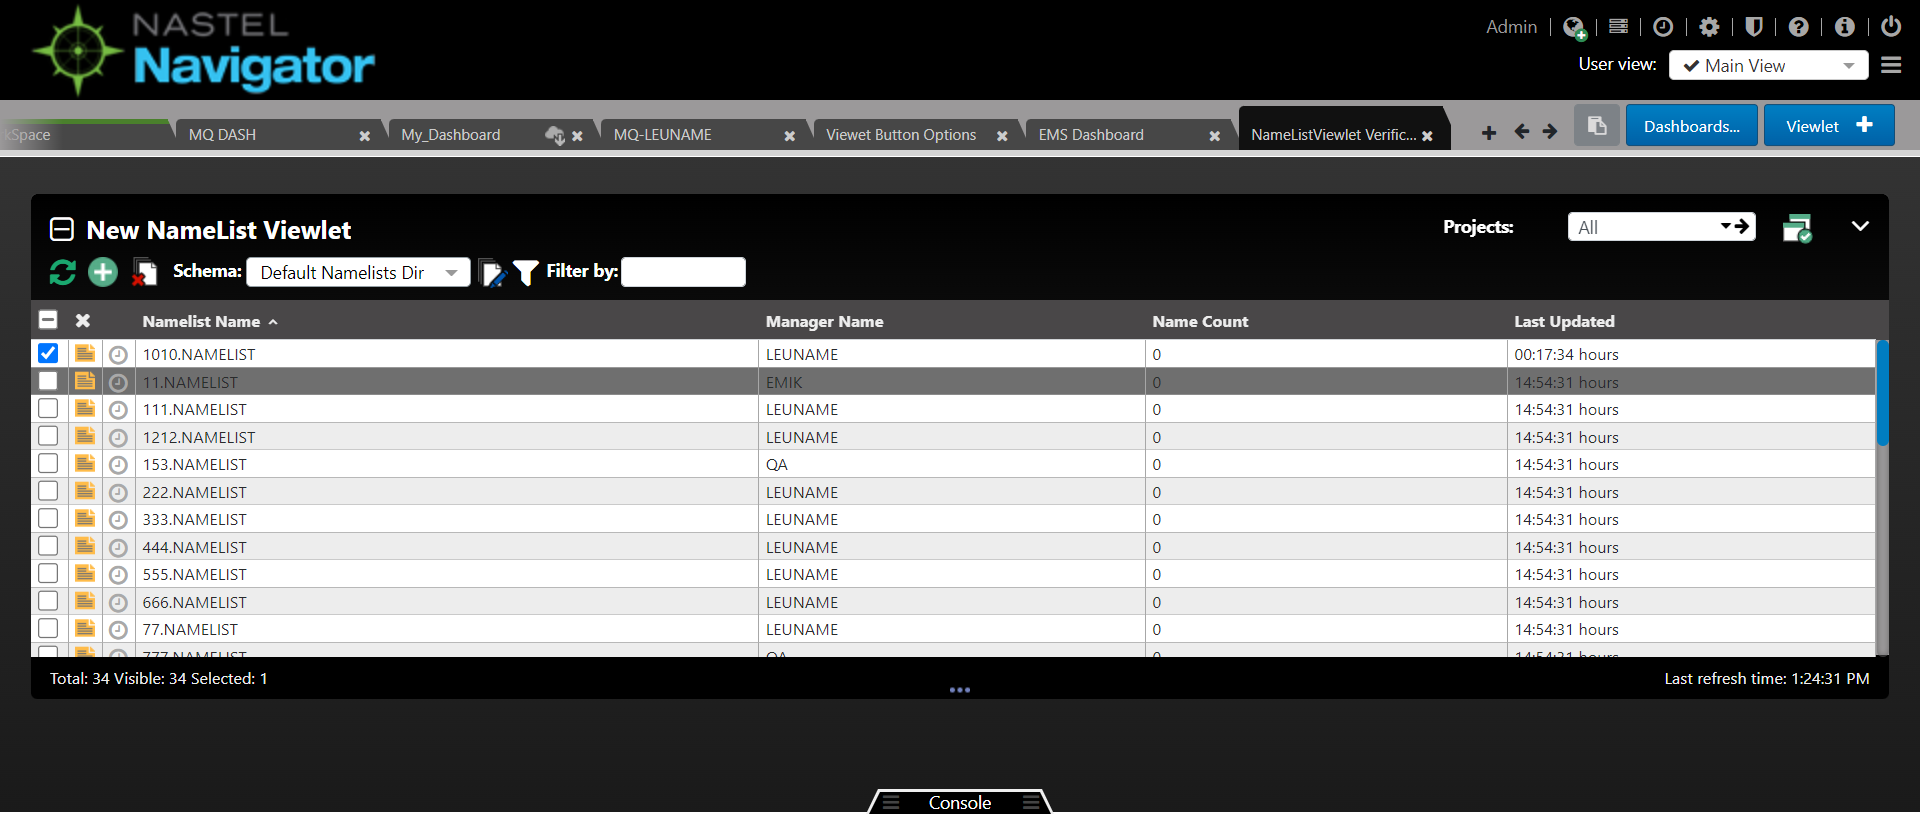 NASTEL
Navigator
Admin
User view: Main View
kSpace
MQ DASH
My_Dashboard
MQ-LEUNAME
Viewet Button Options
EMS Dashboard
NameListViewlet Verific...
Dashboards...
Viewlet
New NameList Viewlet
Projects: All
Schema: Default Namelists Dir Filter by:
Namelist Name Manager Name Name Count Last Updated
1010.NAMELIST LEUNAME 0 00:17:34 hours
11.NAMELIST EMIK 0 14:54:31 hours
111.NAMELIST LEUNAME 0 14:54:31 hours
1212.NAMELIST LEUNAME 0 14:54:31 hours
153.NAMELIST QA 0 14:54:31 hours
222.NAMELIST LEUNAME 0 14:54:31 hours
333.NAMELIST LEUNAME 0 14:54:31 hours
444.NAMELIST LEUNAME 0 14:54:31 hours
555.NAMELIST LEUNAME 0 14:54:31 hours
666.NAMELIST LEUNAME 0 14:54:31 hours
77.NAMELIST LEUNAME 0 14:54:31 hours
777.NAMELIST QA 0 14:54:31 hours
Total: 34 Visible: 34 Selected: 1
Last refresh time: 1:24:31 PM
Console